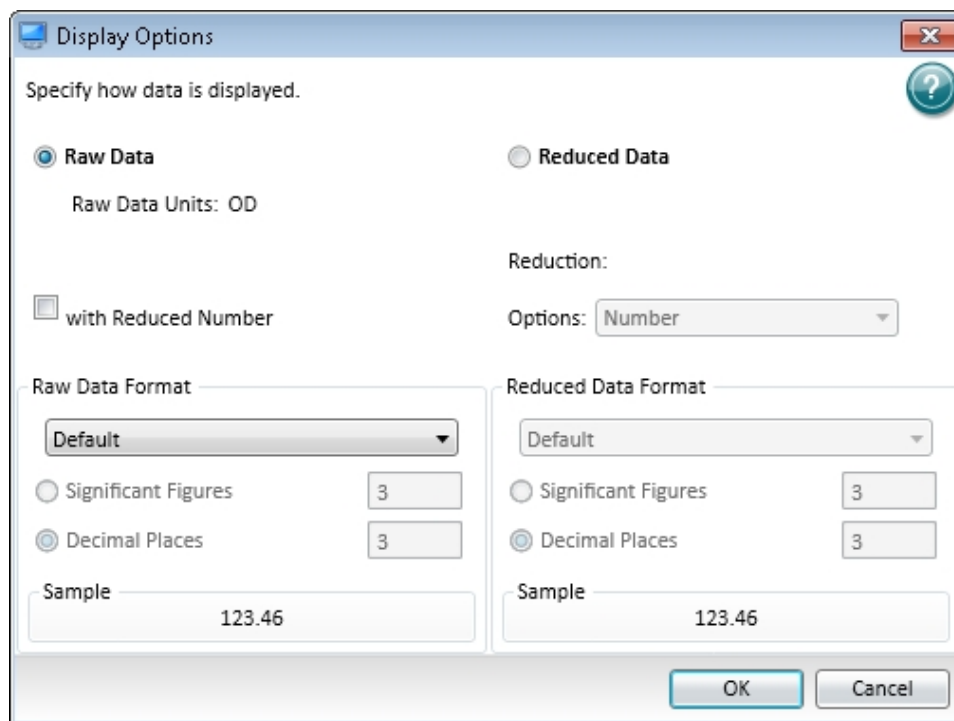 Display Options
Specify how data is displayed.
?
Raw Data
Reduced Data
Raw Data Units: OD
Reduction:
with Reduced Number
Options: Number
Raw Data Format
Reduced Data Format
Default
Default
Significant Figures 3
Significant Figures 3
Decimal Places 3
Decimal Places 3
Sample
Sample
123.46
123.46
OK
Cancel